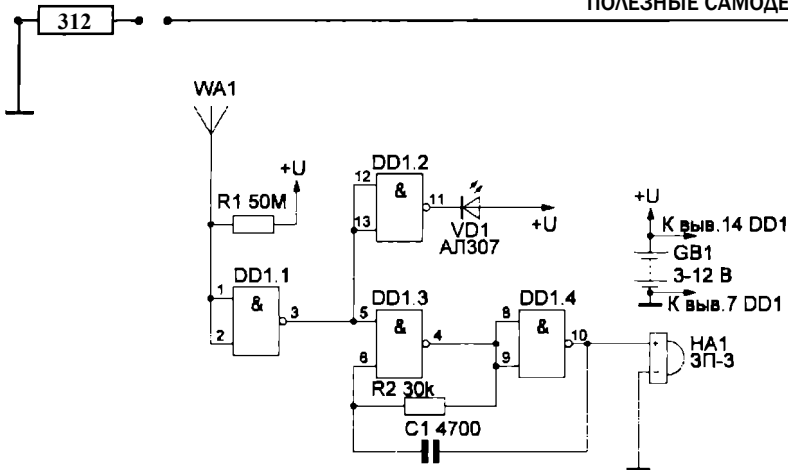 ПОЛЕЗНЫЕ САМОДЕ
312
WA1
+U
R1 50M
DD1.1
&
1
2
3
DD1.2
&
12
13
11
VD1
АЛ307
+U
DD1.3
&
5
6
4
R2 30k
C1 4700
DD1.4
&
8
9
10
+U
К выв.14 DD1
GB1
3-12 В
К выв.7 DD1
HA1
ЗП-3
+
-